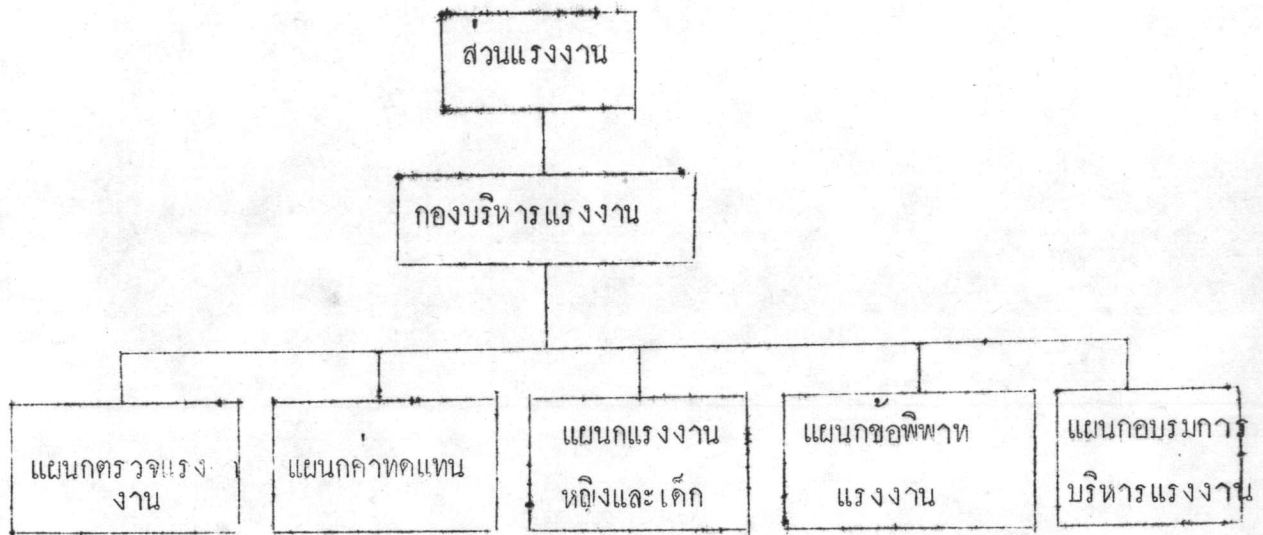 ส่วนแรงงาน
กองบริหารแรงงาน
แผนกตรวจแรง
งาน
แผนกค่าทดแทน
แผนกแรงงาน
หญิงและเด็ก
แผนกข้อพิพาท
แรงงาน
แผนกอบรมการ
บริหารแรงงาน